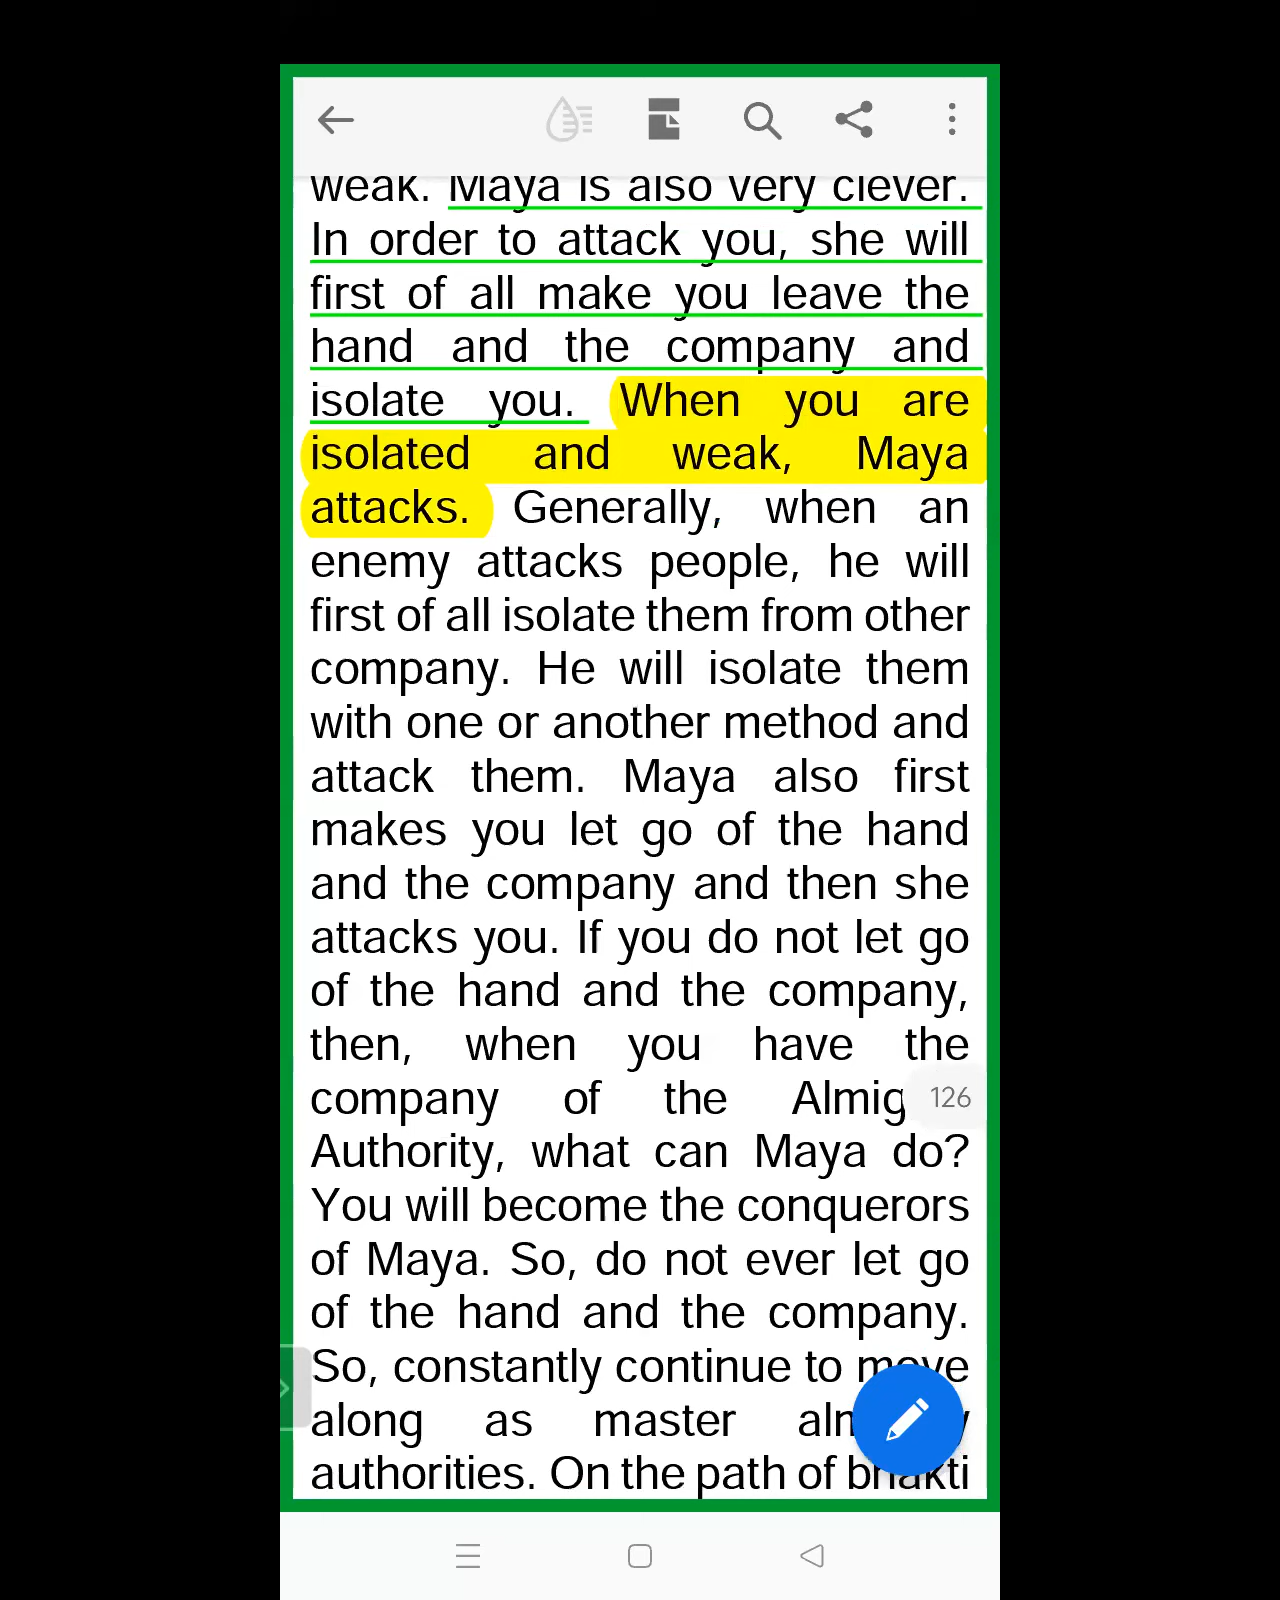 weak. Maya is also very clever.
In order to attack you, she will
first of all make you leave the
hand and the company and
isolate you. When you are
isolated and weak, Maya
attacks. Generally, when an
enemy attacks people, he will
first of all isolate them from other
company. He will isolate them
with one or another method and
attack them. Maya also first
makes you let go of the hand
and the company and then she
attacks you. If you do not let go
of the hand and the company,
then, when you have the
company of the Almig
126
Authority, what can Maya do?
You will become the conquerors
of Maya. So, do not ever let go
of the hand and the company.
So, constantly continue to move
along as master
authorities. On the path of bhakti